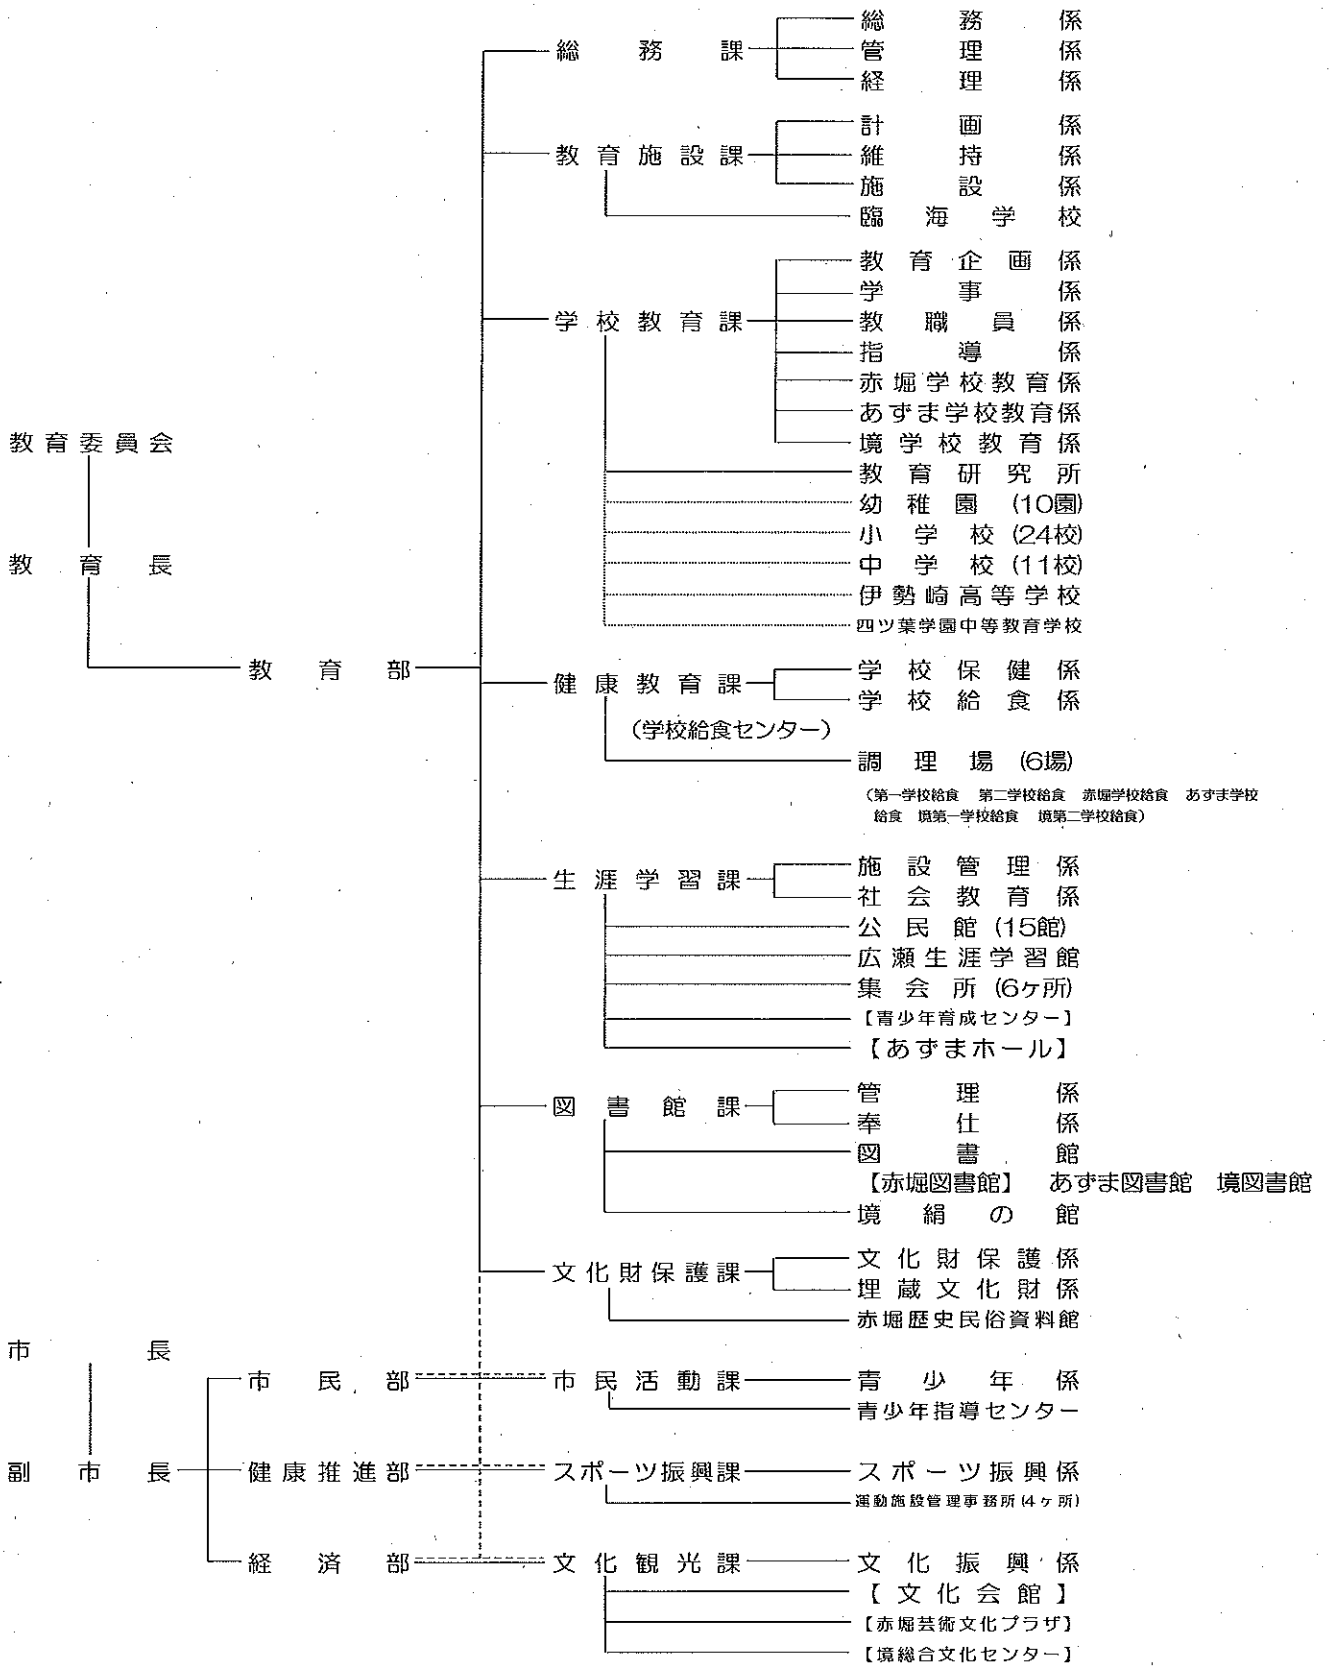 総務課
総務係
管理係
経理係
教育施設課
計画係
維持係
施設係
臨海学校
学校教育課
教育企画係
学事係
教職員係
指導係
赤堀学校教育係
あずま学校教育係
境学校教育係
教育研究所
幼稚園(10園)
小学校(24校)
中学校(11校)
伊勢崎高等学校
四ツ葉学園中等教育学校
教育委員会
教育長
教育部
健康教育課
(学校給食センター)
学校保健係
学校給食係
調理場(6場)
(第一学校給食 第二学校給食 赤堀学校給食 あずま学校
給食 境第一学校給食 境第二学校給食)
生涯学習課
施設管理係
社会教育係
公民館(15館)
広瀬生涯学習館
集会所(6ケ所)
【青少年育成センター】
【あずまホール】
図書館課
管理係
奉仕係
図書館
【赤堀図書館】 あずま図書館 境図書館
境絹の館
文化財保護課
文化財保護係
埋蔵文化財係
赤堀歴史民俗資料館
市長
副市長
市民部
市民活動課
青少年係
青少年指導センター
健康推進部
スポーツ振興課
スポーツ振興係
運動施設管理事務所(4ケ所)
経済部
文化観光課
文化振興係
【文化会館】
【赤堀芸術文化プラザ】
【境総合文化センター】